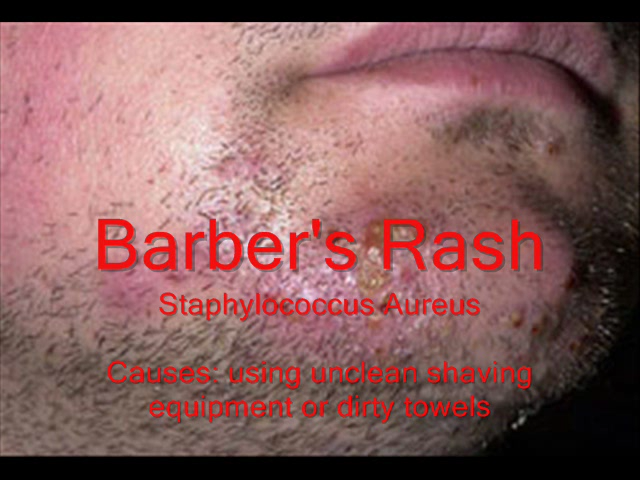 Barber's Rash
Staphylococcus Aureus
Causes: using unclean shaving
equipment or dirty towels